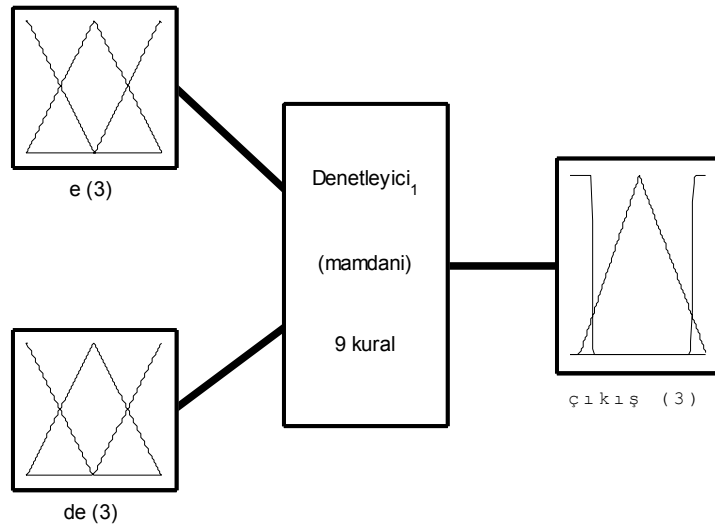 e (3)
Denetleyici₁
(mamdani)
9 kural
çıkış (3)
de (3)